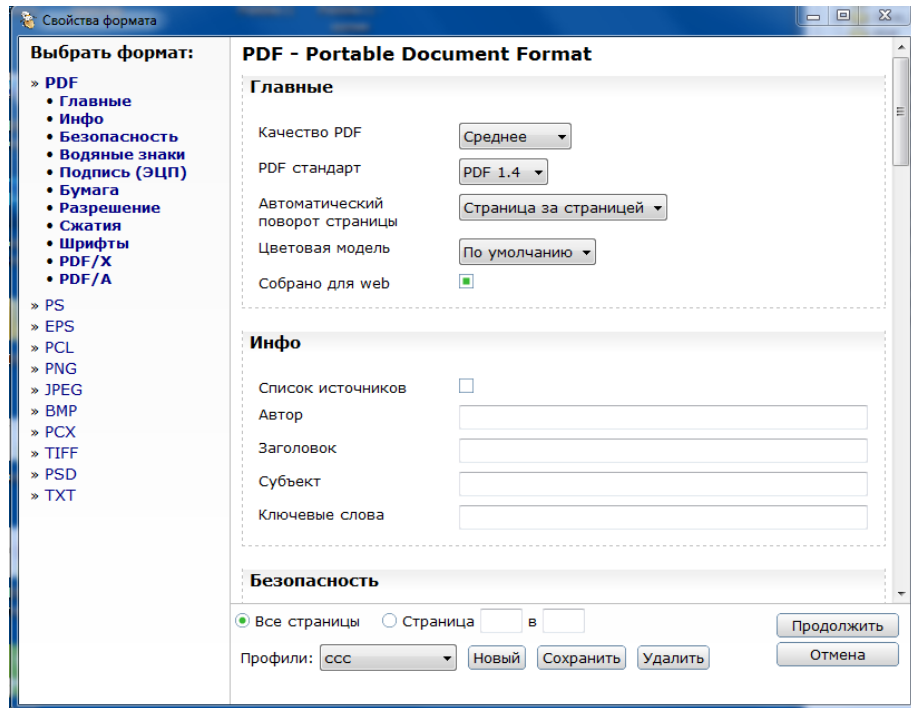 Свойства формата
Выбрать формат:
» PDF
• Главные
• Инфо
• Безопасность
• Водяные знаки
• Подпись (ЭЦП)
• Бумага
• Разрешение
• Сжатия
• Шрифты
• PDF/X
• PDF/A
» PS
» EPS
» PCL
» PNG
» JPEG
» BMP
» PCX
» TIFF
» PSD
» TXT
PDF - Portable Document Format
Главные
Качество PDF Среднее
PDF стандарт PDF 1.4
Автоматический
поворот страницы Страница за страницей
Цветовая модель По умолчанию
Собрано для web
Инфо
Список источников
Автор
Заголовок
Субъект
Ключевые слова
Безопасность
Все страницы Страница в
Продолжить
Профили: ccc Новый Сохранить Удалить
Отмена